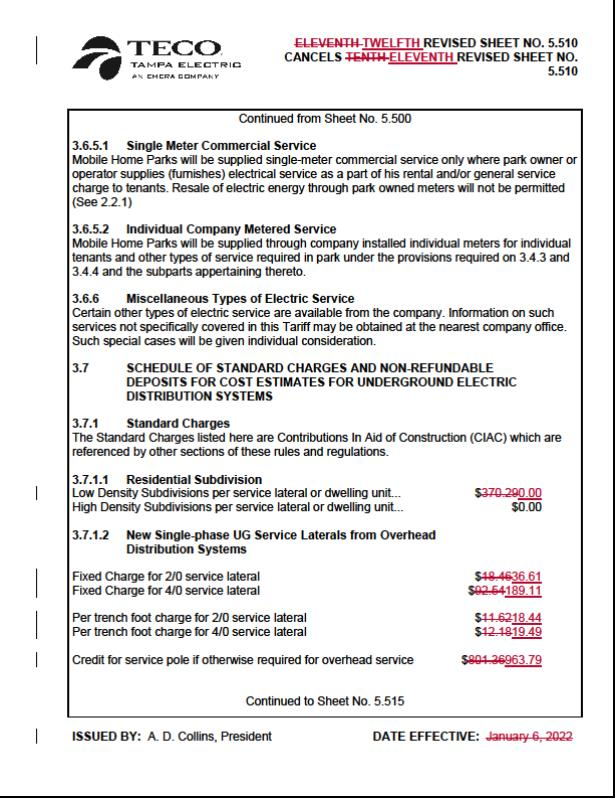 TECO
TAMPA ELECTRIC
AN EMERA COMPANY
ELEVENTH TWELFTH REVISED SHEET NO. 5.510
CANCELS TENTH ELEVENTH REVISED SHEET NO.
5.510
Continued from Sheet No. 5.500
3.6.5.1 Single Meter Commercial Service
Mobile Home Parks will be supplied single-meter commercial service only where park owner or
operator supplies (furnishes) electrical service as a part of his rental and/or general service
charge to tenants. Resale of electric energy through park owned meters will not be permitted
(See 2.2.1)
3.6.5.2 Individual Company Metered Service
Mobile Home Parks will be supplied through company installed individual meters for individual
tenants and other types of service required in park under the provisions required on 3.4.3 and
3.4.4 and the subparts appertaining thereto.
3.6.6 Miscellaneous Types of Electric Service
Certain other types of electric service are available from the company. Information on such
services not specifically covered in this Tariff may be obtained at the nearest company office.
Such special cases will be given individual consideration.
3.7 SCHEDULE OF STANDARD CHARGES AND NON-REFUNDABLE
DEPOSITS FOR COST ESTIMATES FOR UNDERGROUND ELECTRIC
DISTRIBUTION SYSTEMS
3.7.1 Standard Charges
The Standard Charges listed here are Contributions In Aid of Construction (CIAC) which are
referenced by other sections of these rules and regulations.
3.7.1.1 Residential Subdivision
Low Density Subdivisions per service lateral or dwelling unit... $370.290.00
High Density Subdivisions per service lateral or dwelling unit... $0.00
3.7.1.2 New Single-phase UG Service Laterals from Overhead
Distribution Systems
Fixed Charge for 2/0 service lateral $18.4636.61
Fixed Charge for 4/0 service lateral $92.54189.11
Per trench foot charge for 2/0 service lateral $11.6218.44
Per trench foot charge for 4/0 service lateral $12.1819.49
Credit for service pole if otherwise required for overhead service $801.36963.79
Continued to Sheet No. 5.515
ISSUED BY: A. D. Collins, President DATE EFFECTIVE: January 6, 2022